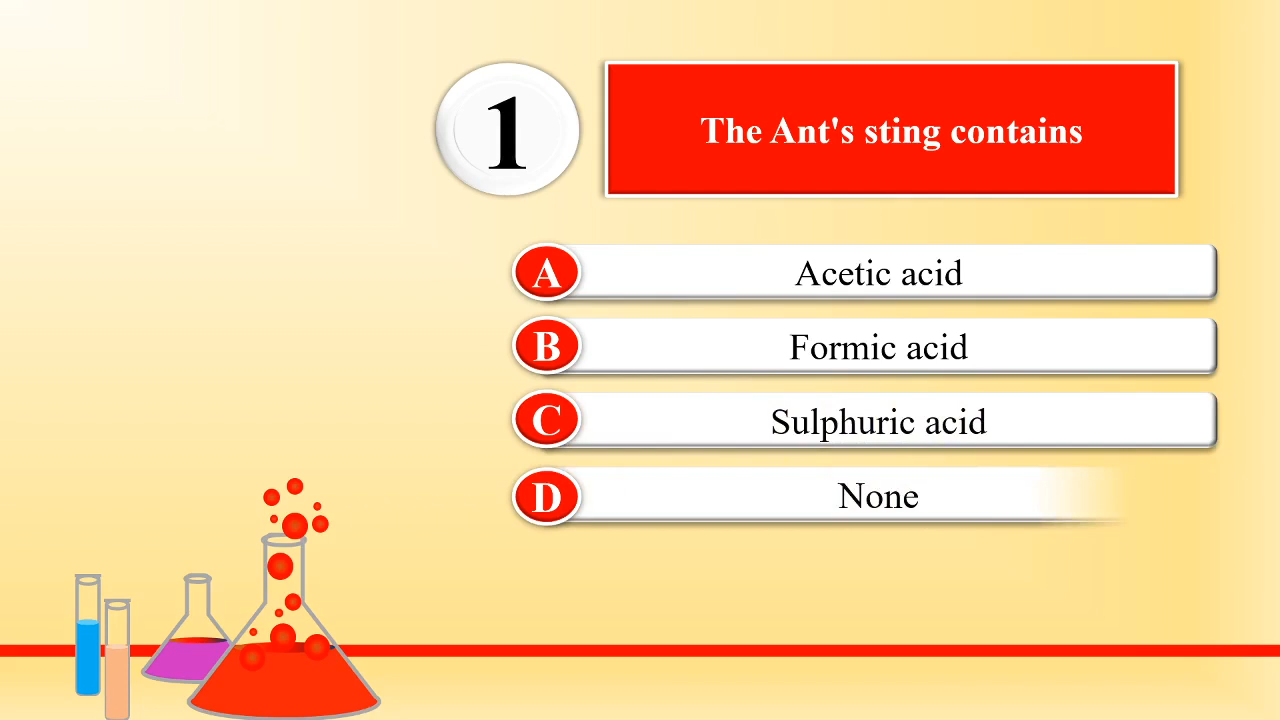 1
The Ant's sting contains
A
Acetic acid
B
Formic acid
C
Sulphuric acid
D
None